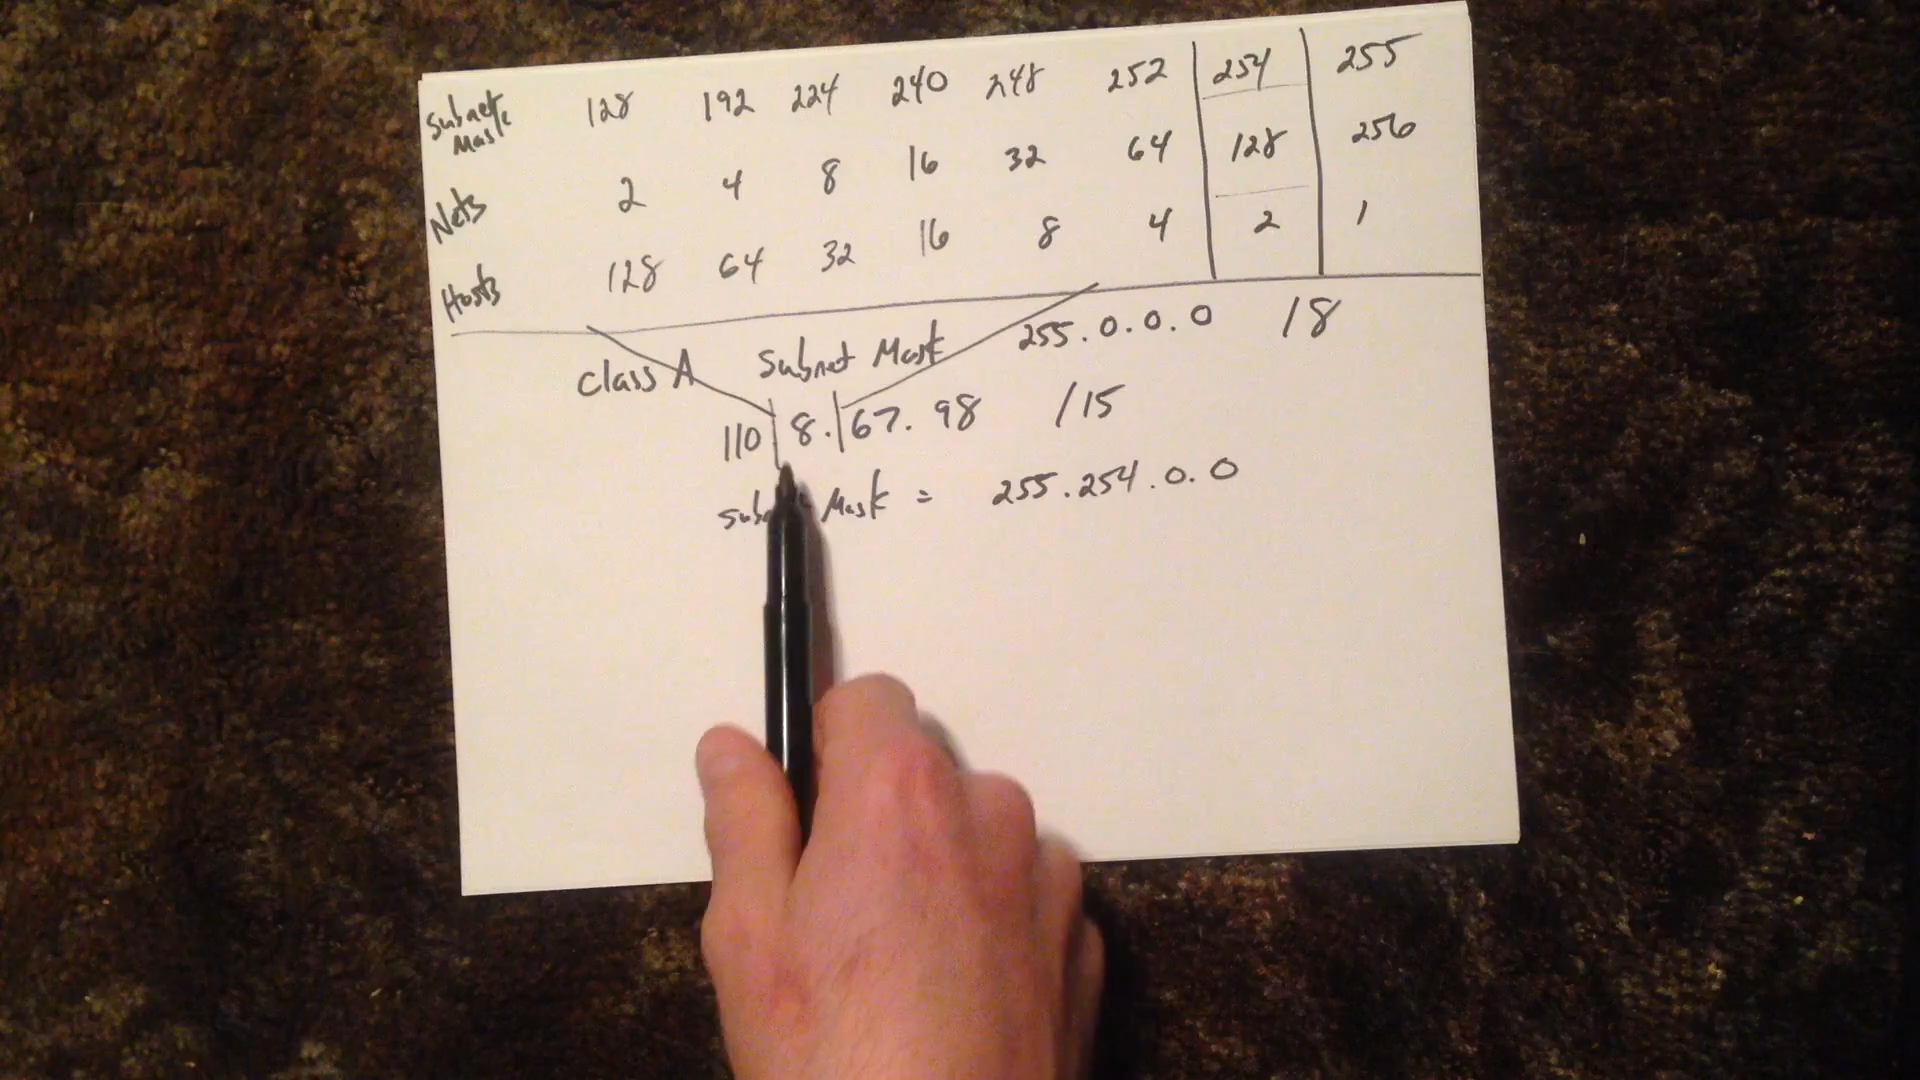 Subnet Mask 128 192 224 240 248 252 254 255
Nets 2 4 8 16 32 64 128 256
Hosts 128 64 32 16 8 4 2 1
Class A Subnet Mask 255.0.0.0 /8
110 8.67.98 /15
Mask = 255.254.0.0